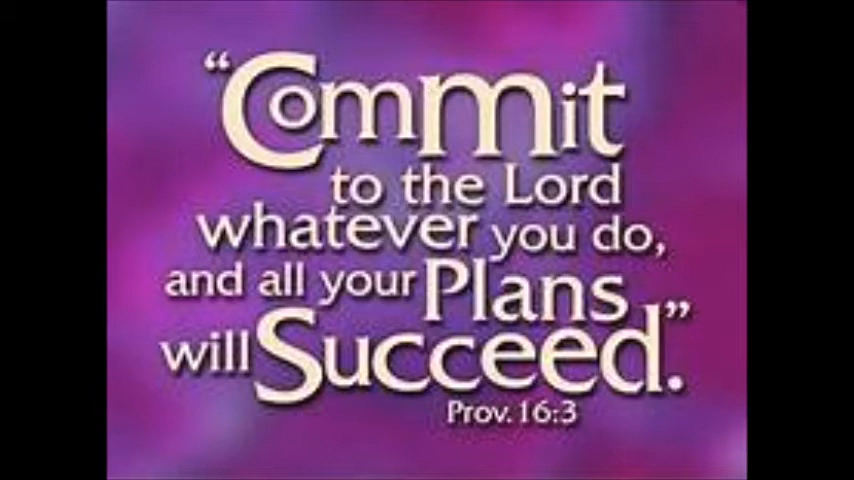 “Commit
to the Lord
whatever you do,
and all your Plans
will Succeed.”
Prov. 16:3